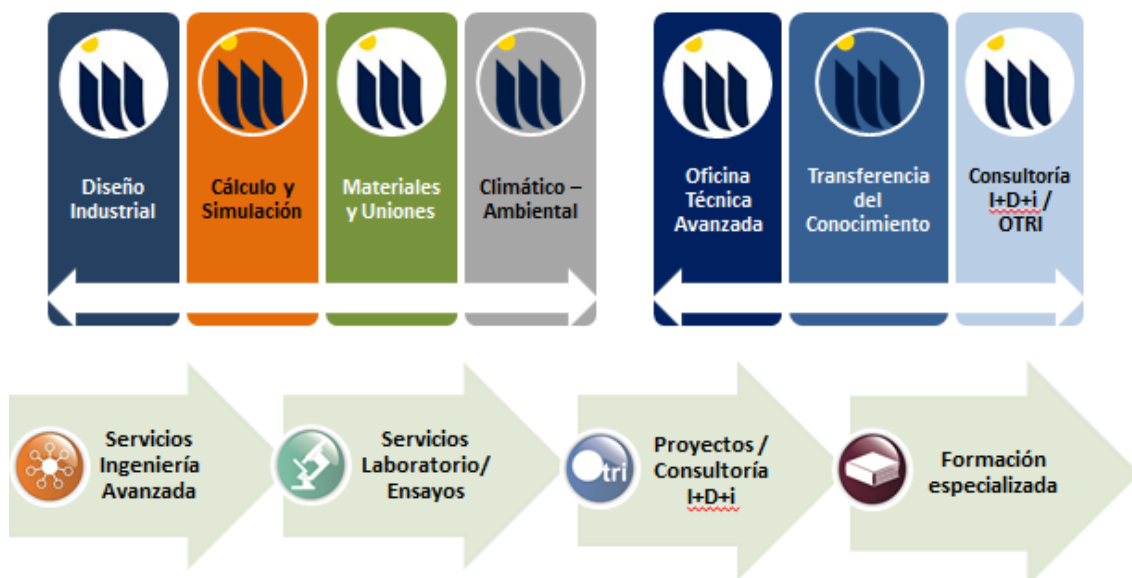 Diseño
Industrial
Cálculo y
Simulación
Materiales
y Uniones
Climático –
Ambiental
Oficina
Técnica
Avanzada
Transferencia
del
Conocimiento
Consultoría
I+D+i /
OTRI
Servicios
Ingeniería
Avanzada
Servicios
Laboratorio/
Ensayos
tri
Proyectos /
Consultoría
I+D+i
Formación
especializada